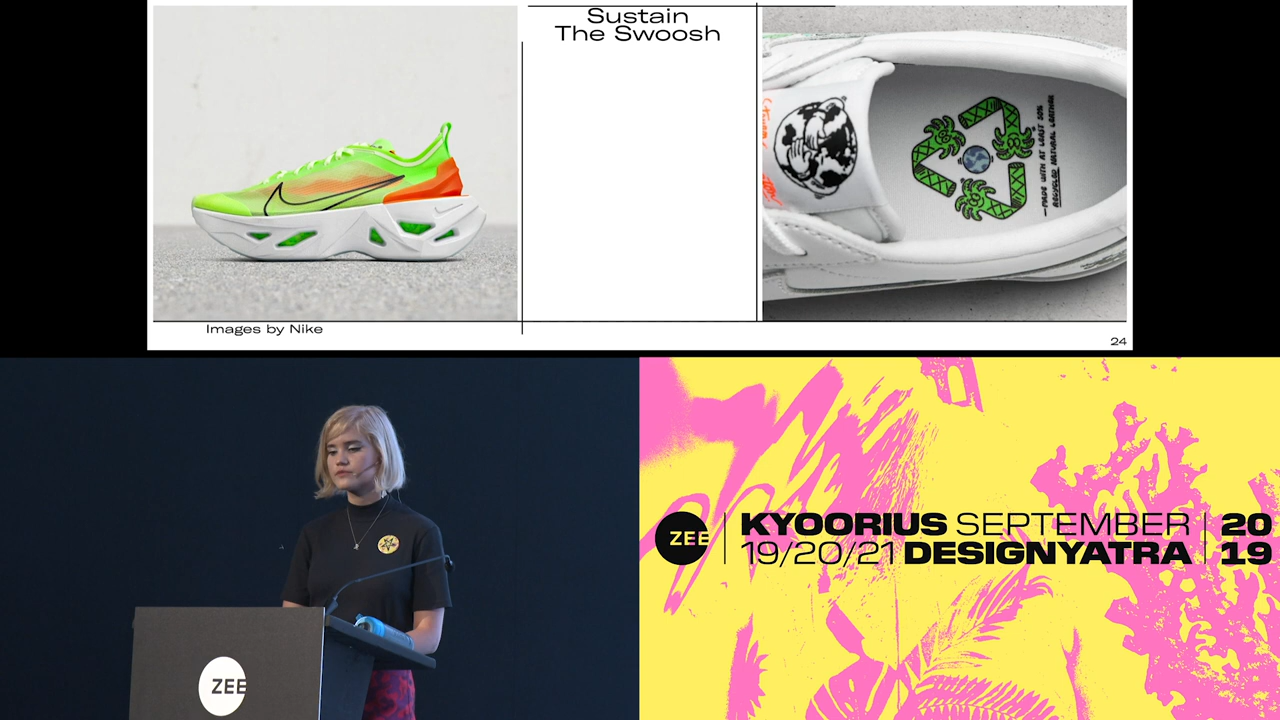 Sustain
The Swoosh
—MADE WITH AT LEAST 50%
RECYCLED NATURAL LEATHER
Images by Nike
24
ZEE
ZEE
KYOORIUS SEPTEMBER
19/20/21 DESIGNYATRA
20
19